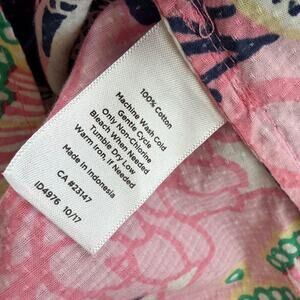 100% Cotton
Machine Wash Cold
Gentle Cycle
Only Non-Chlorine
Bleach When Needed
Tumble Dry Low
Warm Iron, if Needed
Made in Indonesia
CA #23147
ID4976 10/17